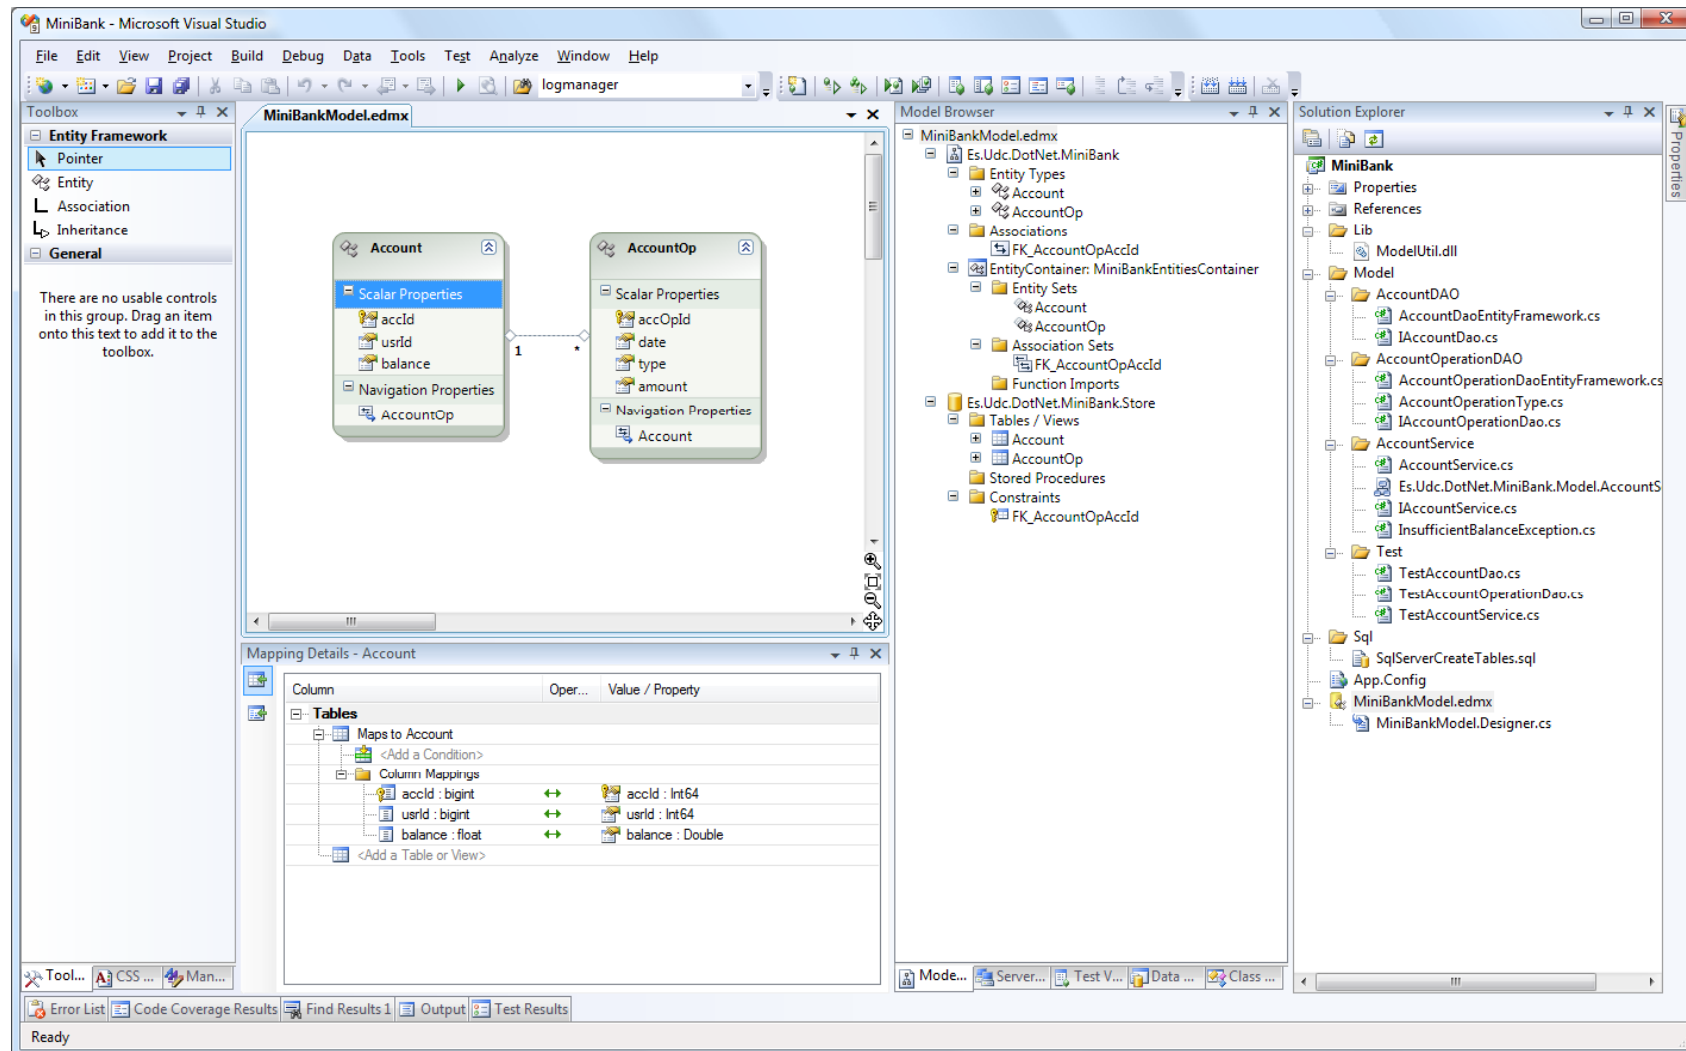 MiniBank - Microsoft Visual Studio
File Edit View Project Build Debug Data Tools Test Analyze Window Help
logmanager
Toolbox
Entity Framework
Pointer
Entity
Association
Inheritance
General
There are no usable controls
in this group. Drag an item
onto this text to add it to the
toolbox.
Tool... CSS ... Man...
MiniBankModel.edmx
Account
Scalar Properties
accId
usrId
balance
Navigation Properties
AccountOp
1 *
AccountOp
Scalar Properties
accOpId
date
type
amount
Navigation Properties
Account
Mapping Details - Account
Column Oper... Value / Property
Tables
Maps to Account
<Add a Condition>
Column Mappings
accId : bigint accId : Int64
usrId : bigint usrId : Int64
balance : float balance : Double
<Add a Table or View>
Model Browser
MiniBankModel.edmx
Es.Udc.DotNet.MiniBank
Entity Types
Account
AccountOp
Associations
FK_AccountOpAccId
EntityContainer: MiniBankEntitiesContainer
Entity Sets
Account
AccountOp
Association Sets
FK_AccountOpAccId
Function Imports
Es.Udc.DotNet.MiniBank.Store
Tables / Views
Account
AccountOp
Stored Procedures
Constraints
FK_AccountOpAccId
Mode... Server... Test V... Data ... Class ...
Solution Explorer
MiniBank
Properties
References
Lib
ModelUtil.dll
Model
AccountDAO
AccountDaoEntityFramework.cs
IAccountDao.cs
AccountOperationDAO
AccountOperationDaoEntityFramework.cs
AccountOperationType.cs
IAccountOperationDao.cs
AccountService
AccountService.cs
Es.Udc.DotNet.MiniBank.Model.AccountS
IAccountService.cs
InsufficientBalanceException.cs
Test
TestAccountDao.cs
TestAccountOperationDao.cs
TestAccountService.cs
Sql
SqlServerCreateTables.sql
App.Config
MiniBankModel.edmx
MiniBankModel.Designer.cs
Properties
Error List Code Coverage Results Find Results 1 Output Test Results
Ready